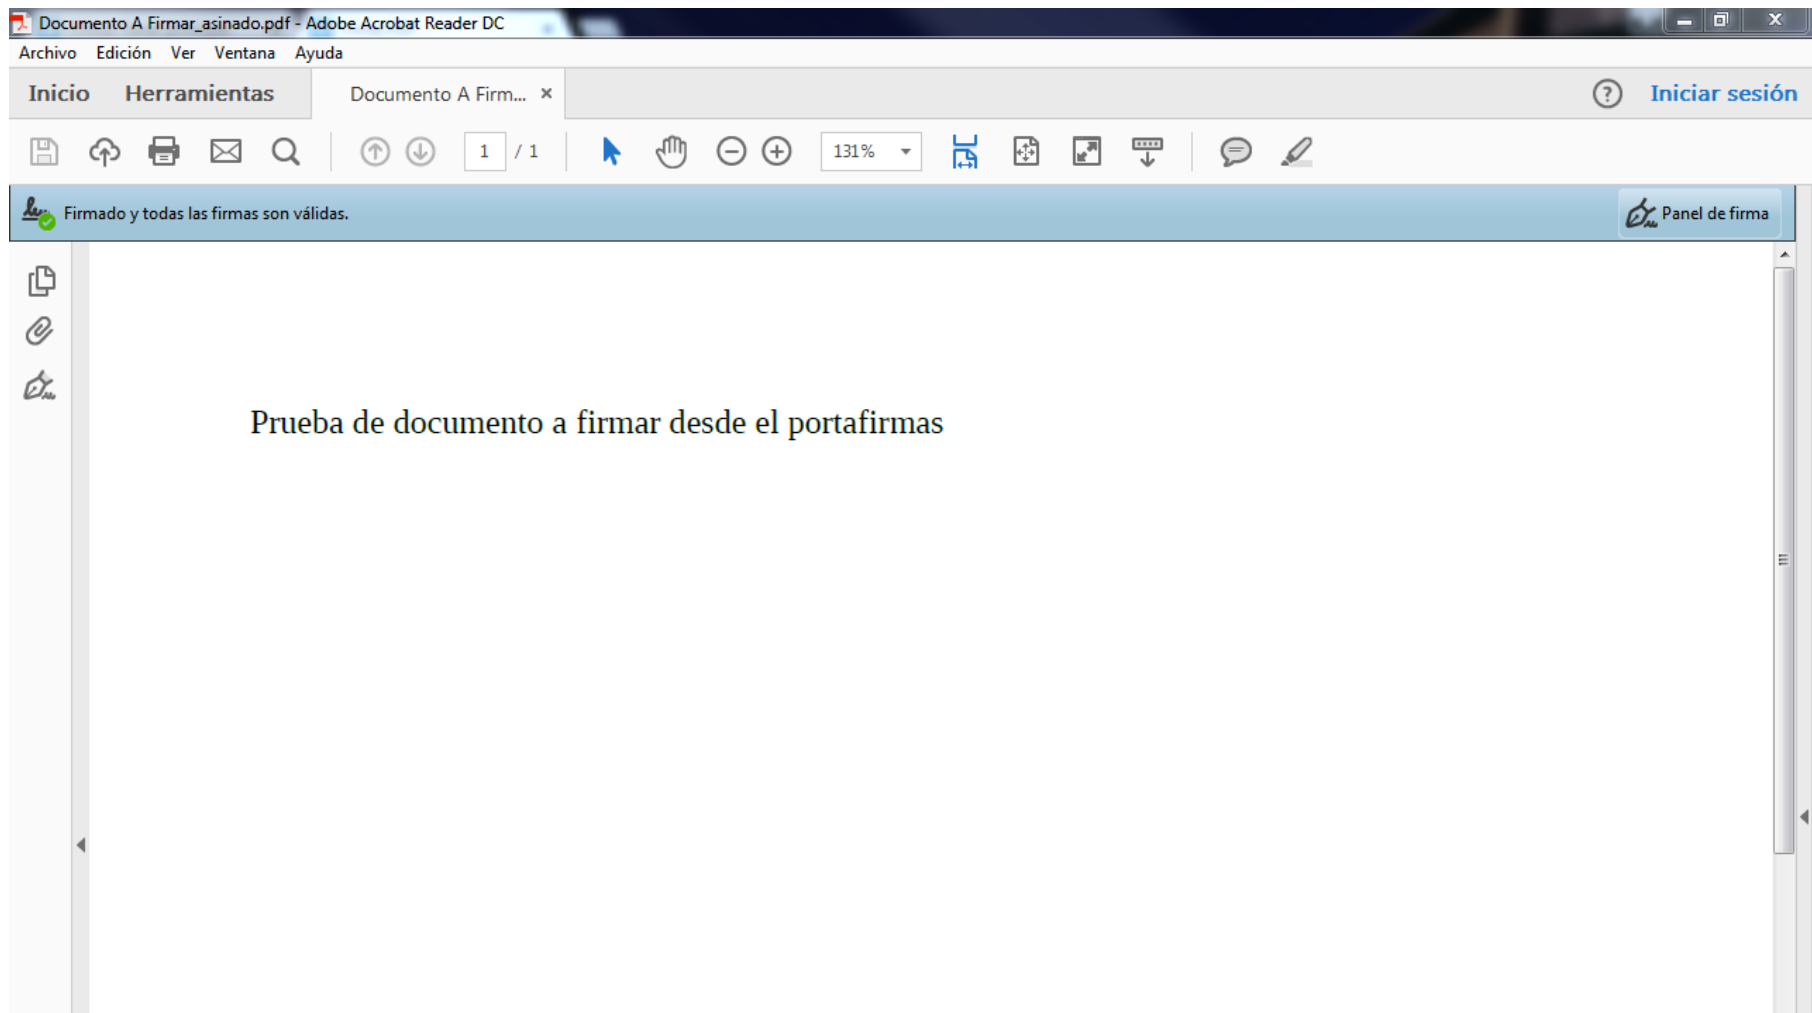 Documento A Firmar_asinado.pdf - Adobe Acrobat Reader DC
Archivo Edición Ver Ventana Ayuda
Inicio Herramientas Documento A Firm... × ? Iniciar sesión
1 / 1 131%
Firmado y todas las firmas son válidas. Panel de firma
Prueba de documento a firmar desde el portafirmas